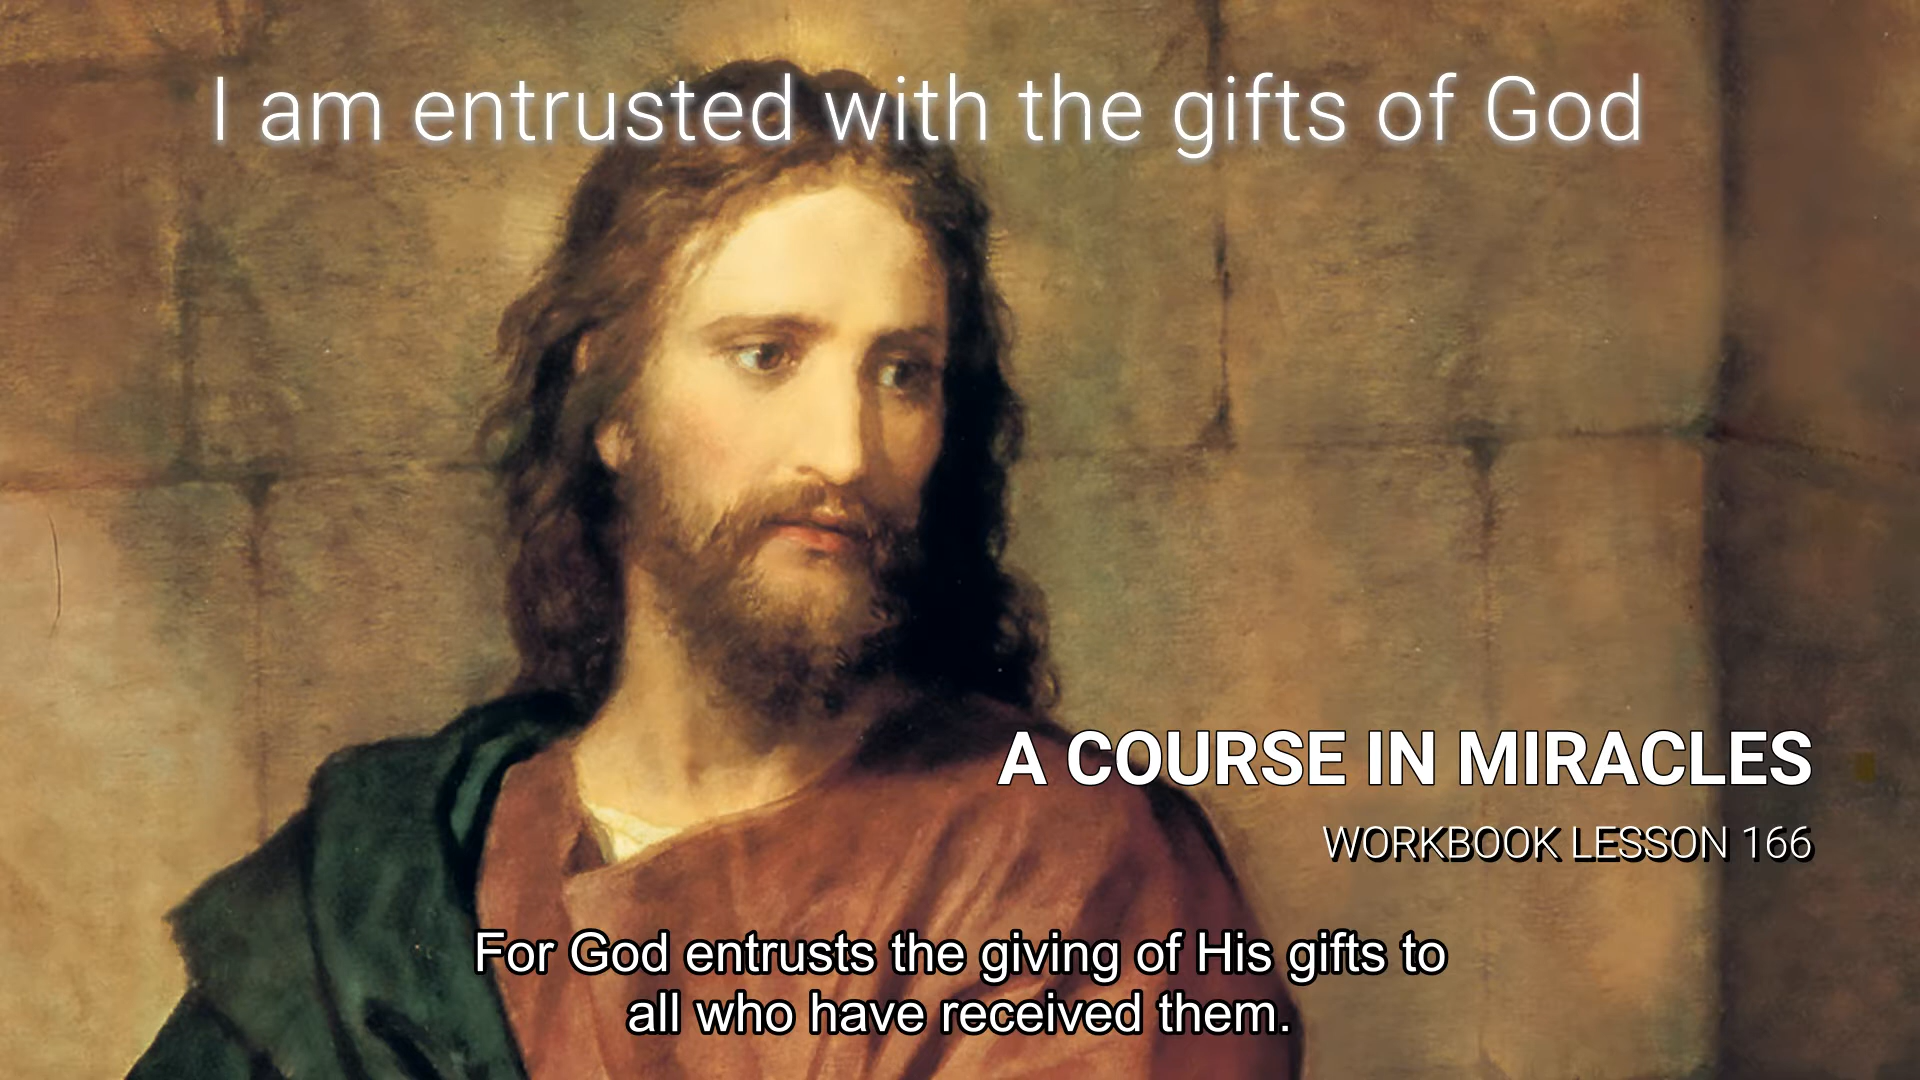 I am entrusted with the gifts of God
A COURSE IN MIRACLES
WORKBOOK LESSON 166
For God entrusts the giving of His gifts to
all who have received them.